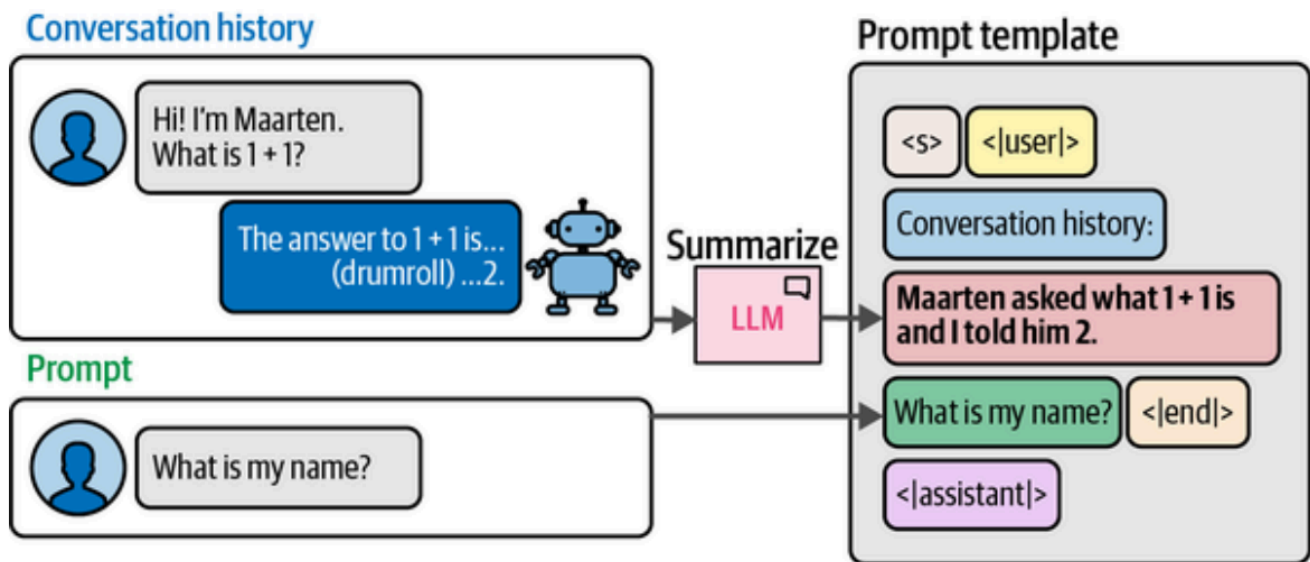 Conversation history
Hi! I'm Maarten.
What is 1 + 1?
The answer to 1 + 1 is...
(drumroll) ...2.
Prompt
What is my name?
Summarize
LLM
Prompt template
<s> <|user|>
Conversation history:
Maarten asked what 1 + 1 is
and I told him 2.
What is my name? <|end|>
<|assistant|>